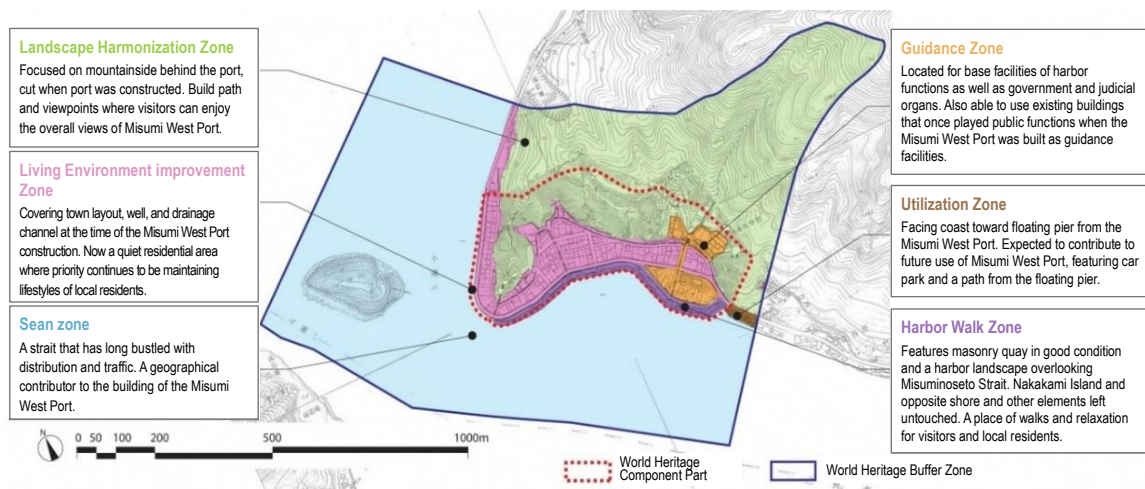 Landscape Harmonization Zone
Focused on mountainside behind the port,
cut when port was constructed. Build path
and viewpoints where visitors can enjoy
the overall views of Misumi West Port.
Living Environment improvement
Zone
Covering town layout, well, and drainage
channel at the time of the Misumi West Port
construction. Now a quiet residential area
where priority continues to be maintaining
lifestyles of local residents.
Sean zone
A strait that has long bustled with
distribution and traffic. A geographical
contributor to the building of the Misumi
West Port.
Guidance Zone
Located for base facilities of harbor
functions as well as government and judicial
organs. Also able to use existing buildings
that once played public functions when the
Misumi West Port was built as guidance
facilities.
Utilization Zone
Facing coast toward floating pier from the
Misumi West Port. Expected to contribute to
future use of Misumi West Port, featuring car
park and a path from the floating pier.
Harbor Walk Zone
Features masonry quay in good condition
and a harbor landscape overlooking
Misuminoseto Strait. Nakakami Island and
opposite shore and other elements left
untouched. A place of walks and relaxation
for visitors and local residents.
N
0 50 100 200 500 1000m
World Heritage
Component Part
World Heritage Buffer Zone